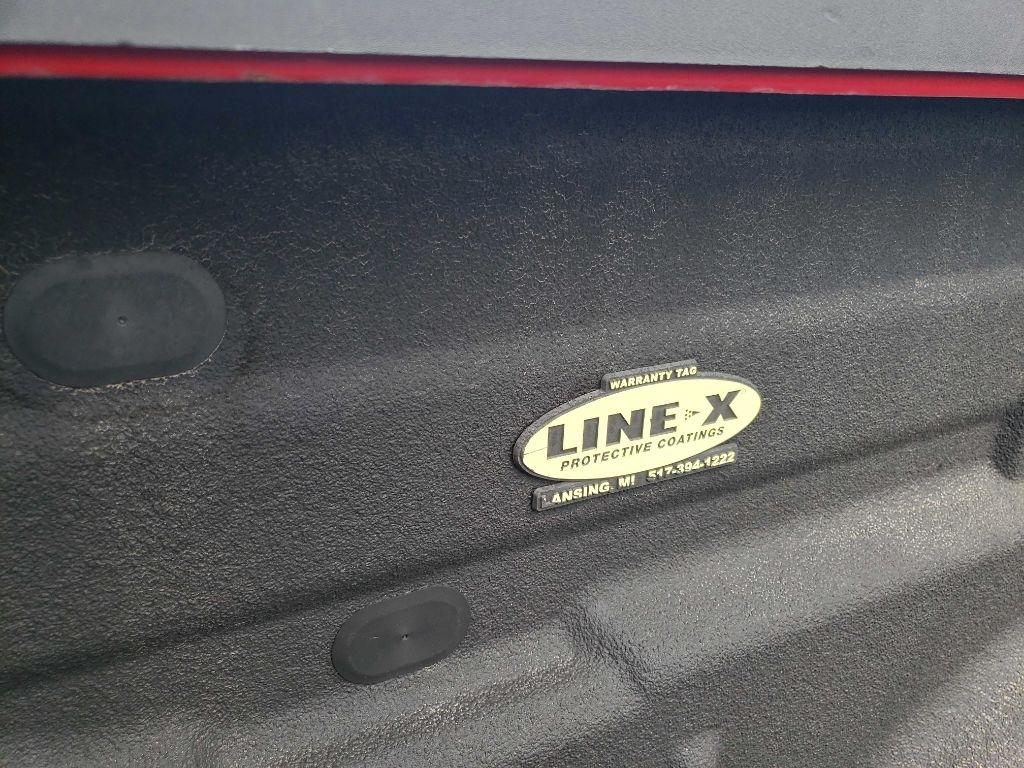 WARRANTY TAG
LINE-X
PROTECTIVE COATINGS
LANSING, MI 517-394-1222